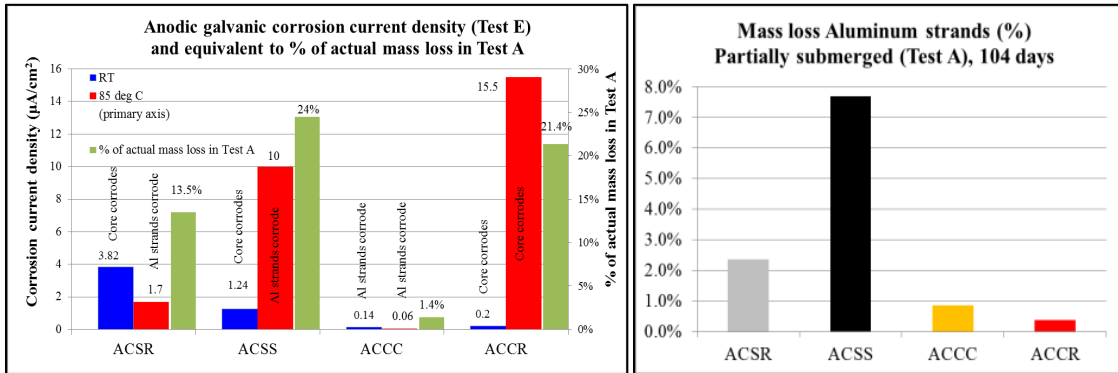 Anodic galvanic corrosion current density (Test E)
and equivalent to % of actual mass loss in Test A
Corrosion current density (µA/cm²)
16
14
12
10
8
6
4
2
0
RT
85 deg C
(primary axis)
% of actual mass loss in Test A
Core corrodes
3.82
Al strands corrode
1.7
13.5%
Core corrodes
1.24
10
Al strands corrode
24%
Al strands corrode
0.14
Al strands corrode
0.06
1.4%
Core corrodes
0.2
15.5
Core corrodes
21.4%
30%
25%
20%
15%
10%
5%
0%
% of actual mass loss in Test A
ACSR
ACSS
ACCC
ACCR
Mass loss Aluminum strands (%)
Partially submerged (Test A), 104 days
8.0%
7.0%
6.0%
5.0%
4.0%
3.0%
2.0%
1.0%
0.0%
ACSR
ACSS
ACCC
ACCR